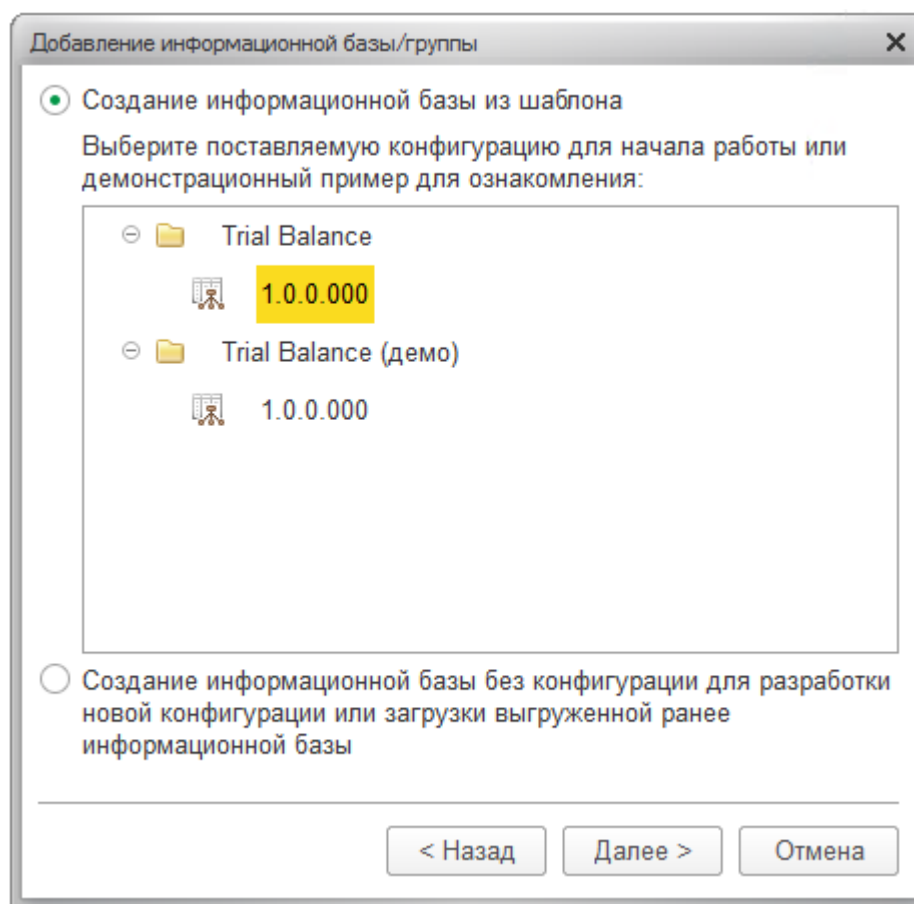 Добавление информационной базы/группы
Создание информационной базы из шаблона
Выберите поставляемую конфигурацию для начала работы или
демонстрационный пример для ознакомления:
Trial Balance
1.0.0.000
Trial Balance (демо)
1.0.0.000
Создание информационной базы без конфигурации для разработки
новой конфигурации или загрузки выгруженной ранее
информационной базы
< Назад
Далее >
Отмена